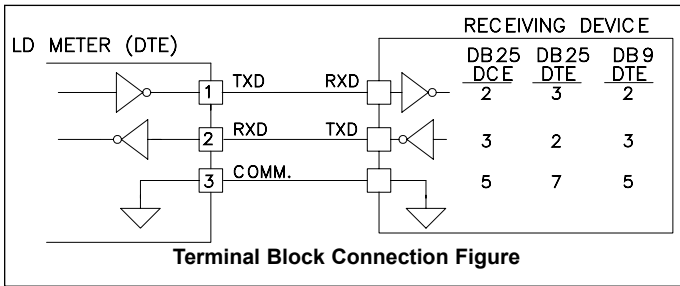 RECEIVING DEVICE
LD METER (DTE)
DB25 DB25 DB9
DCE DTE DTE
1 TXD RXD 2 3 2
2 RXD TXD 3 2 3
3 COMM. 5 7 5
Terminal Block Connection Figure